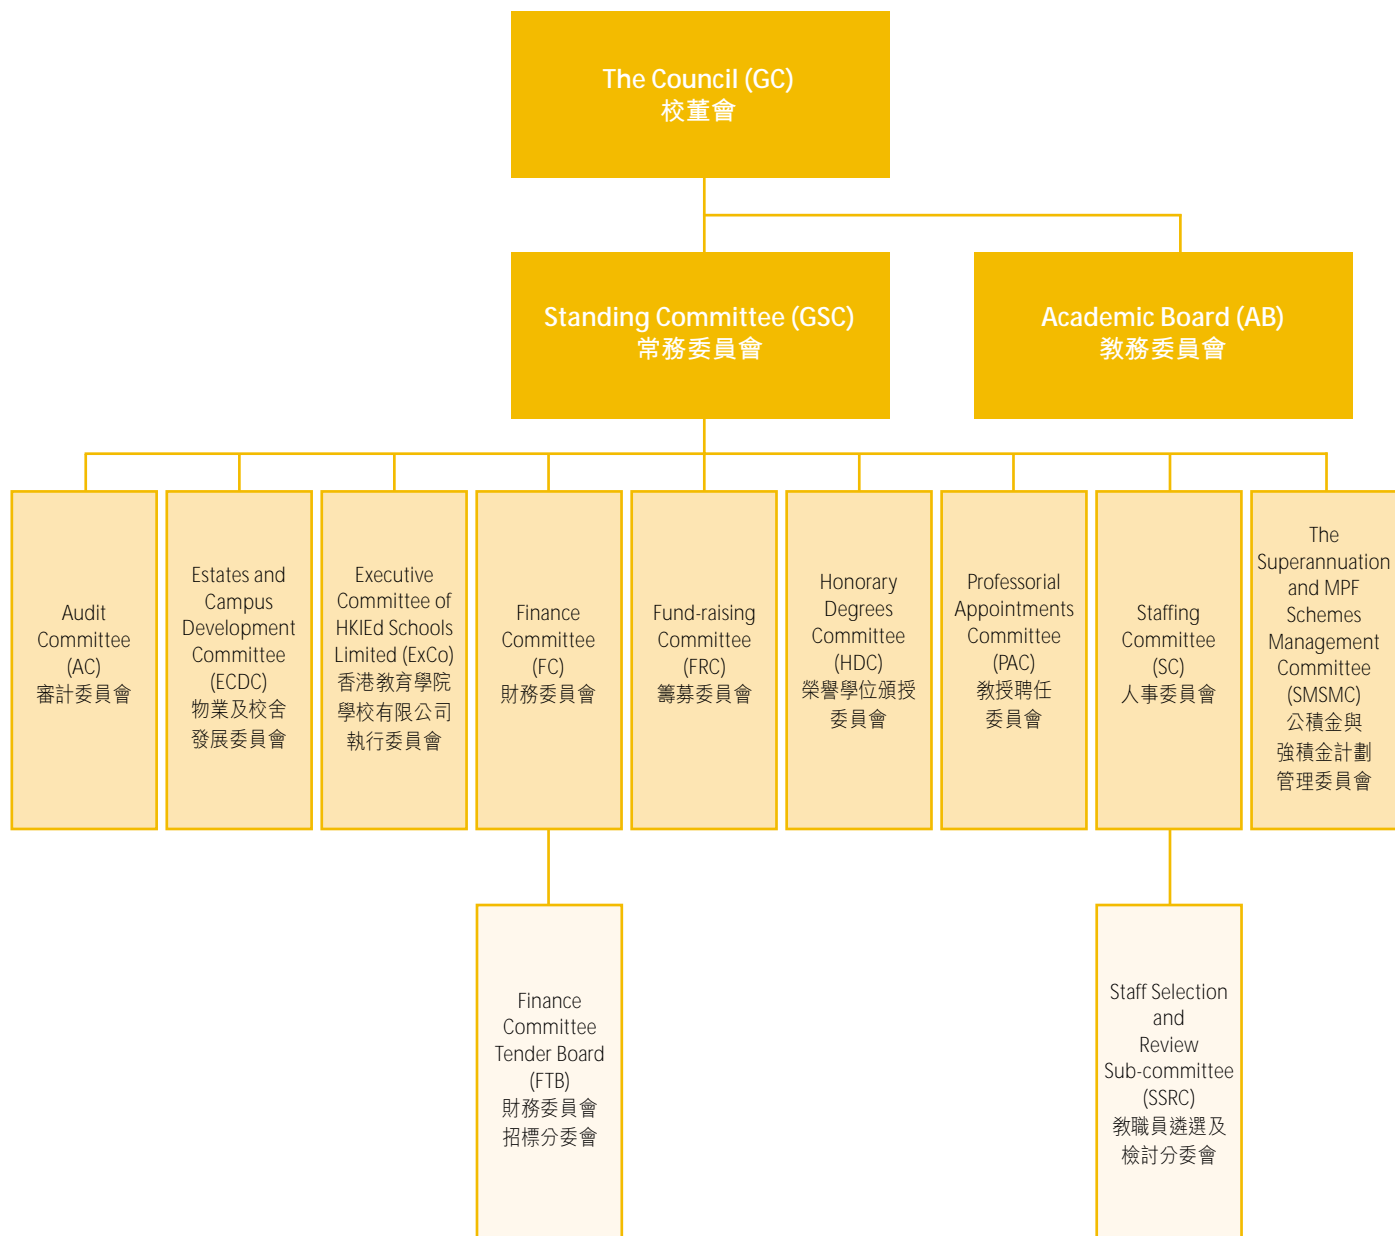 The Council (GC)
校董會
Standing Committee (GSC)
常務委員會
Academic Board (AB)
教務委員會
Audit
Committee
(AC)
審計委員會
Estates and
Campus
Development
Committee
(ECDC)
物業及校舍
發展委員會
Executive
Committee of
HKIEd Schools
Limited (ExCo)
香港教育學院
學校有限公司
執行委員會
Finance
Committee
(FC)
財務委員會
Fund-raising
Committee
(FRC)
籌募委員會
Honorary
Degrees
Committee
(HDC)
榮譽學位頒授
委員會
Professorial
Appointments
Committee
(PAC)
教授聘任
委員會
Staffing
Committee
(SC)
人事委員會
The
Superannuation
and MPF
Schemes
Management
Committee
(SMSMC)
公積金與
強積金計劃
管理委員會
Finance
Committee
Tender Board
(FTB)
財務委員會
招標分委會
Staff Selection
and
Review
Sub-committee
(SSRC)
教職員遴選及
檢討分委會